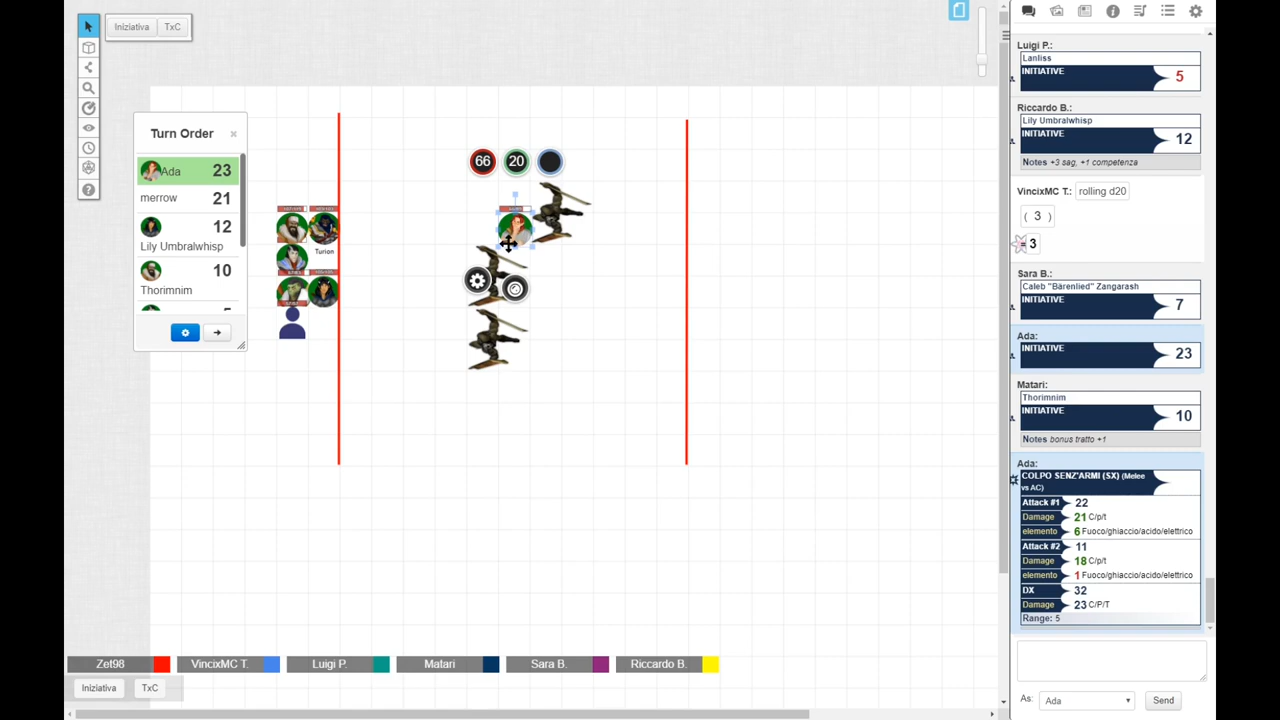 Iniziativa
TxC
Turn Order
×
Ada 23
merrow 21
12
Lily Umbralwhisp
10
Thorimnim
66
20
Turion
Zet98
VincixMC T.
Luigi P.
Matari
Sara B.
Riccardo B.
Iniziativa
TxC
Luigi P.:
Lanliss
INITIATIVE
5
Riccardo B.:
Lily Umbralwhisp
INITIATIVE
12
Notes +3 sag, +1 competenza
VincixMC T.: rolling d20
( 3 )
=3
Sara B.:
Caleb "Bärenlied" Zangarash
INITIATIVE
7
Ada:
INITIATIVE
23
Matari:
Thorimnim
INITIATIVE
10
Notes bonus tratto +1
Ada:
COLPO SENZ'ARMI (SX) (Melee
vs AC)
Attack #1 22
Damage 21 C/p/t
elemento 6 Fuoco/ghiaccio/acido/elettrico
Attack #2 11
Damage 18 C/p/t
elemento 1 Fuoco/ghiaccio/acido/elettrico
DX 32
Damage 23 C/P/T
Range: 5
As: Ada
Send